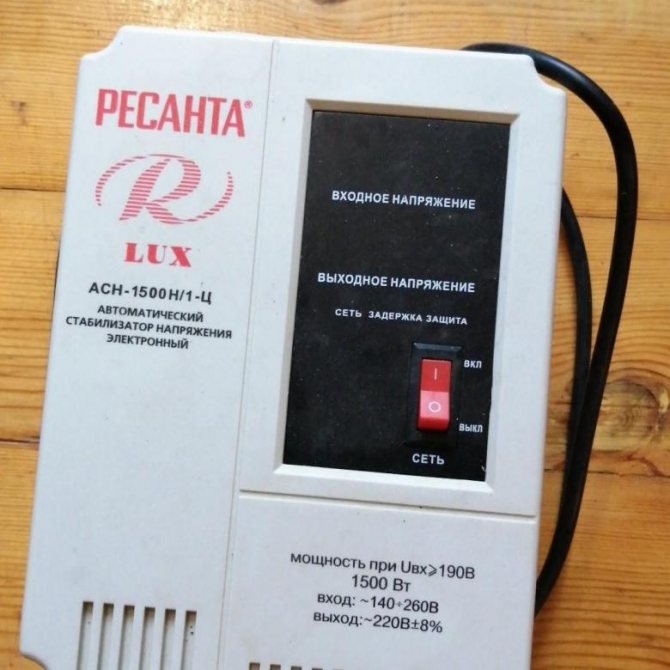 РЕСАНТА®
R
LUX
АСН-1500Н/1-Ц
АВТОМАТИЧЕСКИЙ
СТАБИЛИЗАТОР НАПРЯЖЕНИЯ
ЭЛЕКТРОННЫЙ
ВХОДНОЕ НАПРЯЖЕНИЕ
ВЫХОДНОЕ НАПРЯЖЕНИЕ
СЕТЬ ЗАДЕРЖКА ЗАЩИТА
ВКЛ
I
O
ВЫКЛ
СЕТЬ
мощность при Uвх⩾190В
1500 Вт
вход: ~140÷260В
выход:~220В±8%